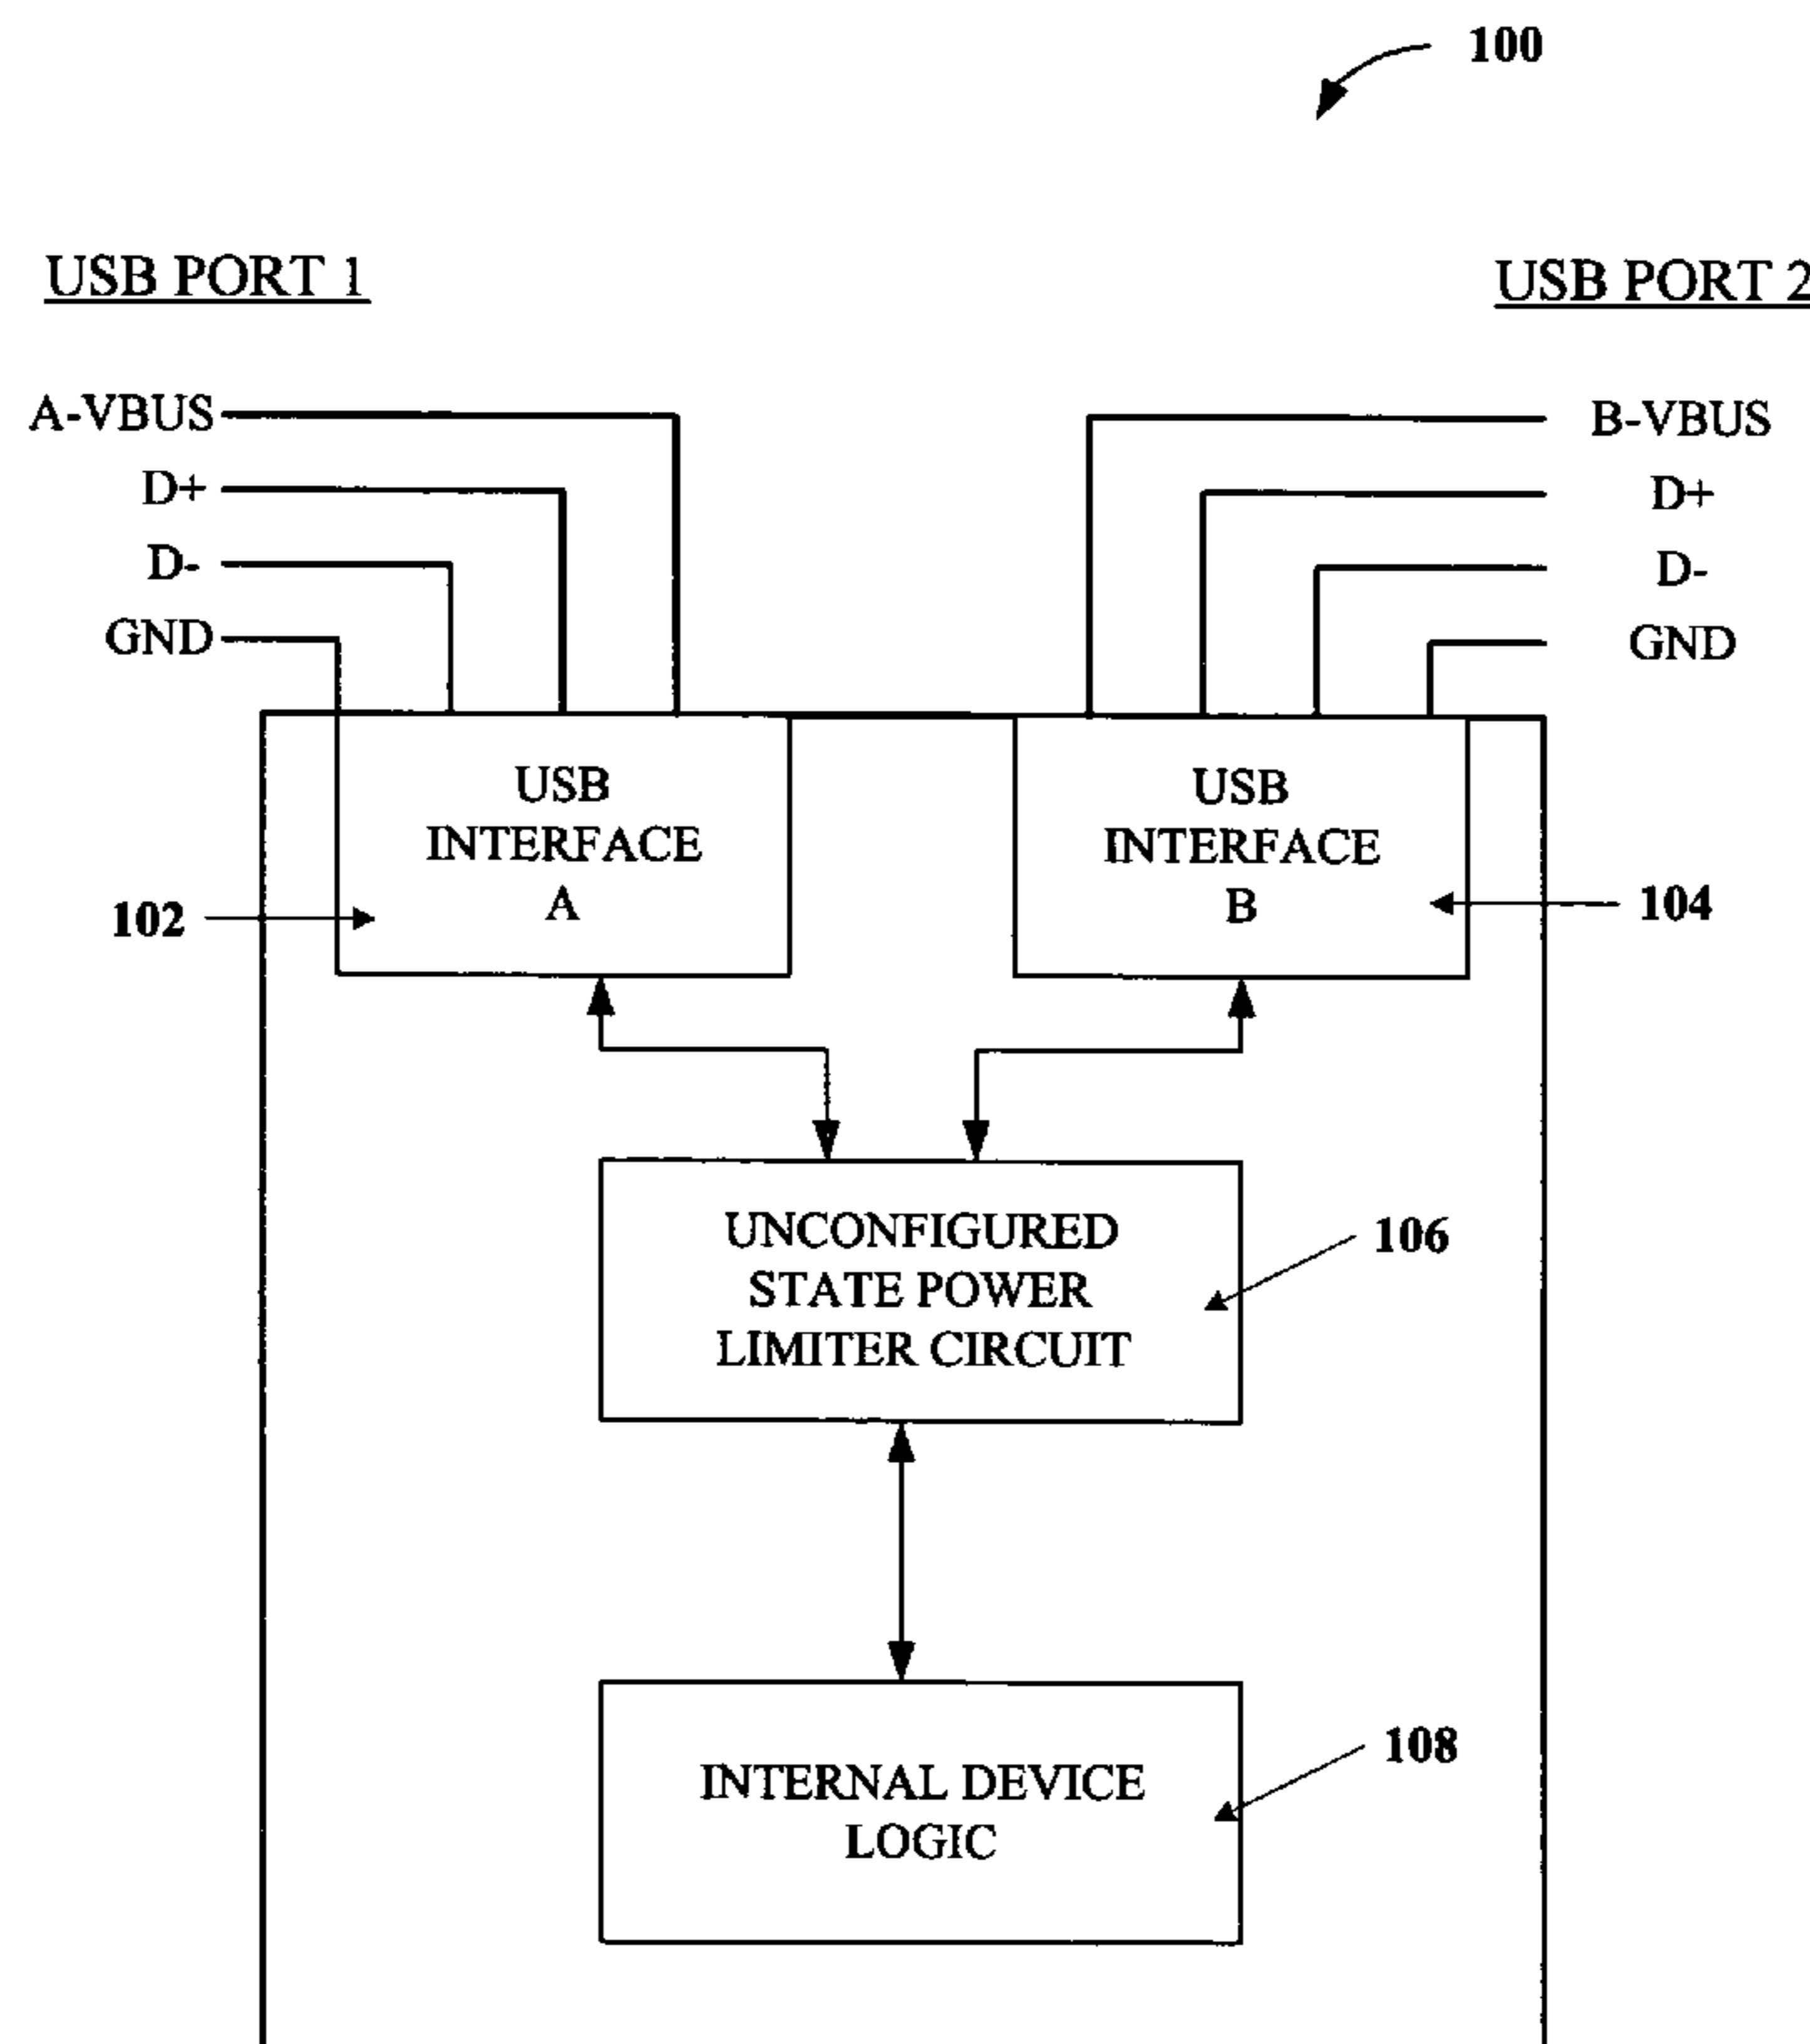 100
USB PORT 1
USB PORT 2
A-VBUS
D+
D-
GND
B-VBUS
D+
D-
GND
USB
INTERFACE
A
102
USB
INTERFACE
B
104
UNCONFIGURED
STATE POWER
LIMITER CIRCUIT
106
INTERNAL DEVICE
LOGIC
108